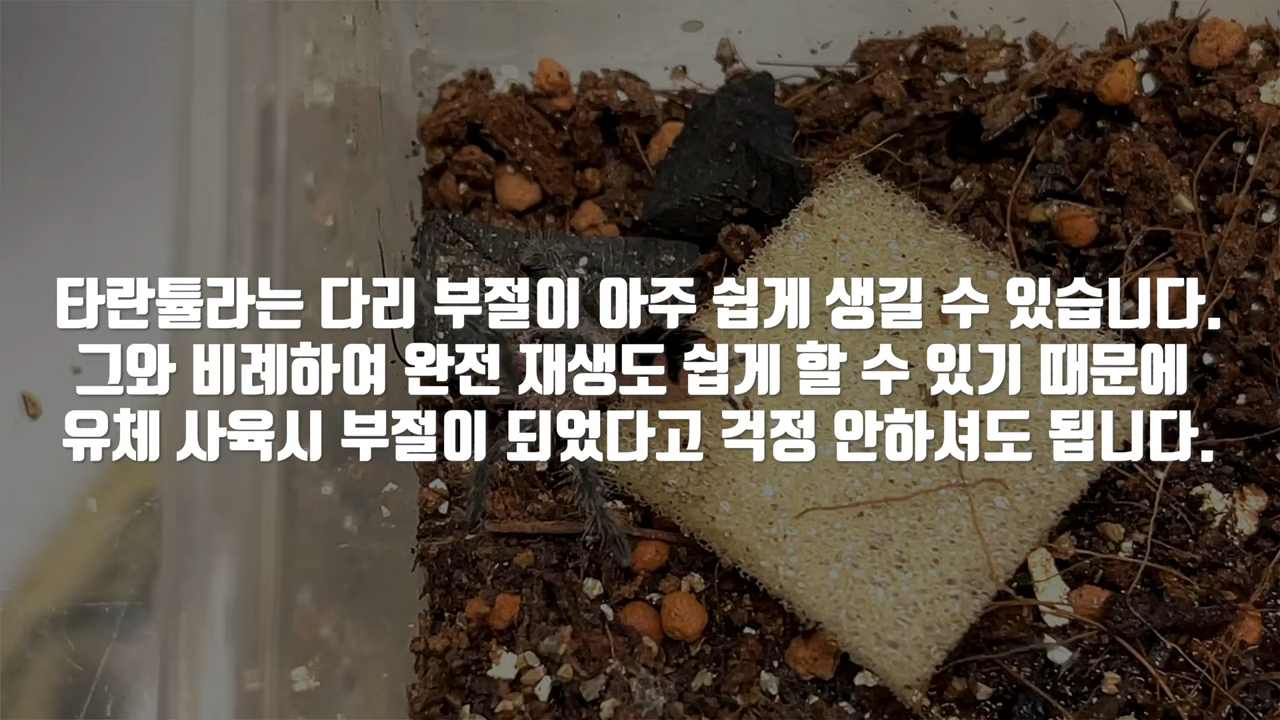 타란튤라는 다리 부절이 아주 쉽게 생길 수 있습니다.
그와 비례하여 완전 재생도 쉽게 할 수 있기 때문에
유체 사육시 부절이 되었다고 걱정 안하셔도 됩니다.